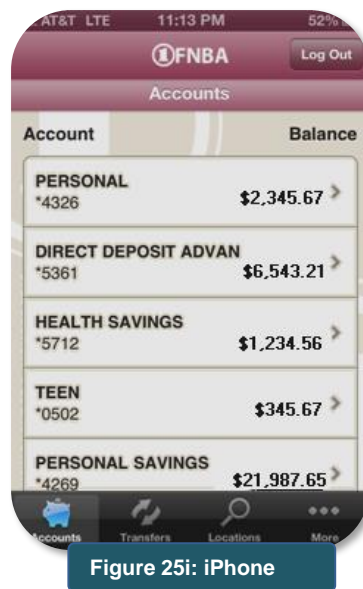 AT&T LTE 11:13 PM 52%
1FNBA Log Out
Accounts
Account Balance
PERSONAL
*4326 $2,345.67 >
DIRECT DEPOSIT ADVAN
*5361 $6,543.21 >
HEALTH SAVINGS
*5712 $1,234.56 >
TEEN
*0502 $345.67 >
PERSONAL SAVINGS
*4269 $21,987.65 >
Accounts Transfers Locations More
Figure 25i: iPhone